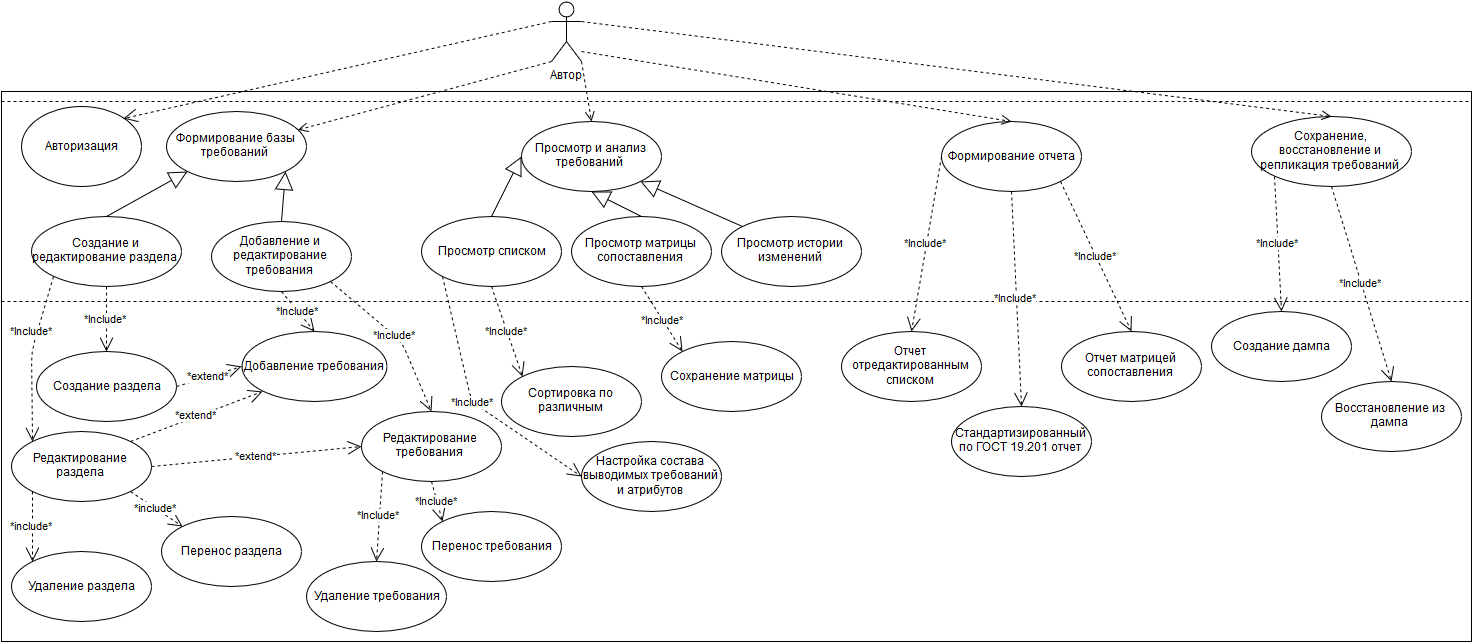 Автор
Авторизация
Формирование базы
требований
Просмотр и анализ
требований
Формирование отчета
Сохранение,
восстановление и
репликация требований
Создание и
редактирование раздела
Добавление и
редактирование
требования
Просмотр списком
Просмотр матрицы
сопоставления
Просмотр истории
изменений
*Include*
*Include*
*Include*
*Include*
*Include*
*Include*
*Include*
*Include*
*Include*
*Include*
*Include*
*Include*
Создание раздела
*extend*
Добавление требования
*extend*
Сортировка по
различным
*Include*
Сохранение матрицы
Отчет
отредактированным
списком
Отчет матрицей
сопоставления
Создание дампа
Восстановление из
дампа
Стандартизированный
по ГОСТ 19.201 отчет
Редактирование
раздела
*extend*
Редактирование
требования
Настройка состава
выводимых требований
и атрибутов
*include*
*include*
*Include*
*Include*
Удаление раздела
Перенос раздела
Удаление требования
Перенос требования